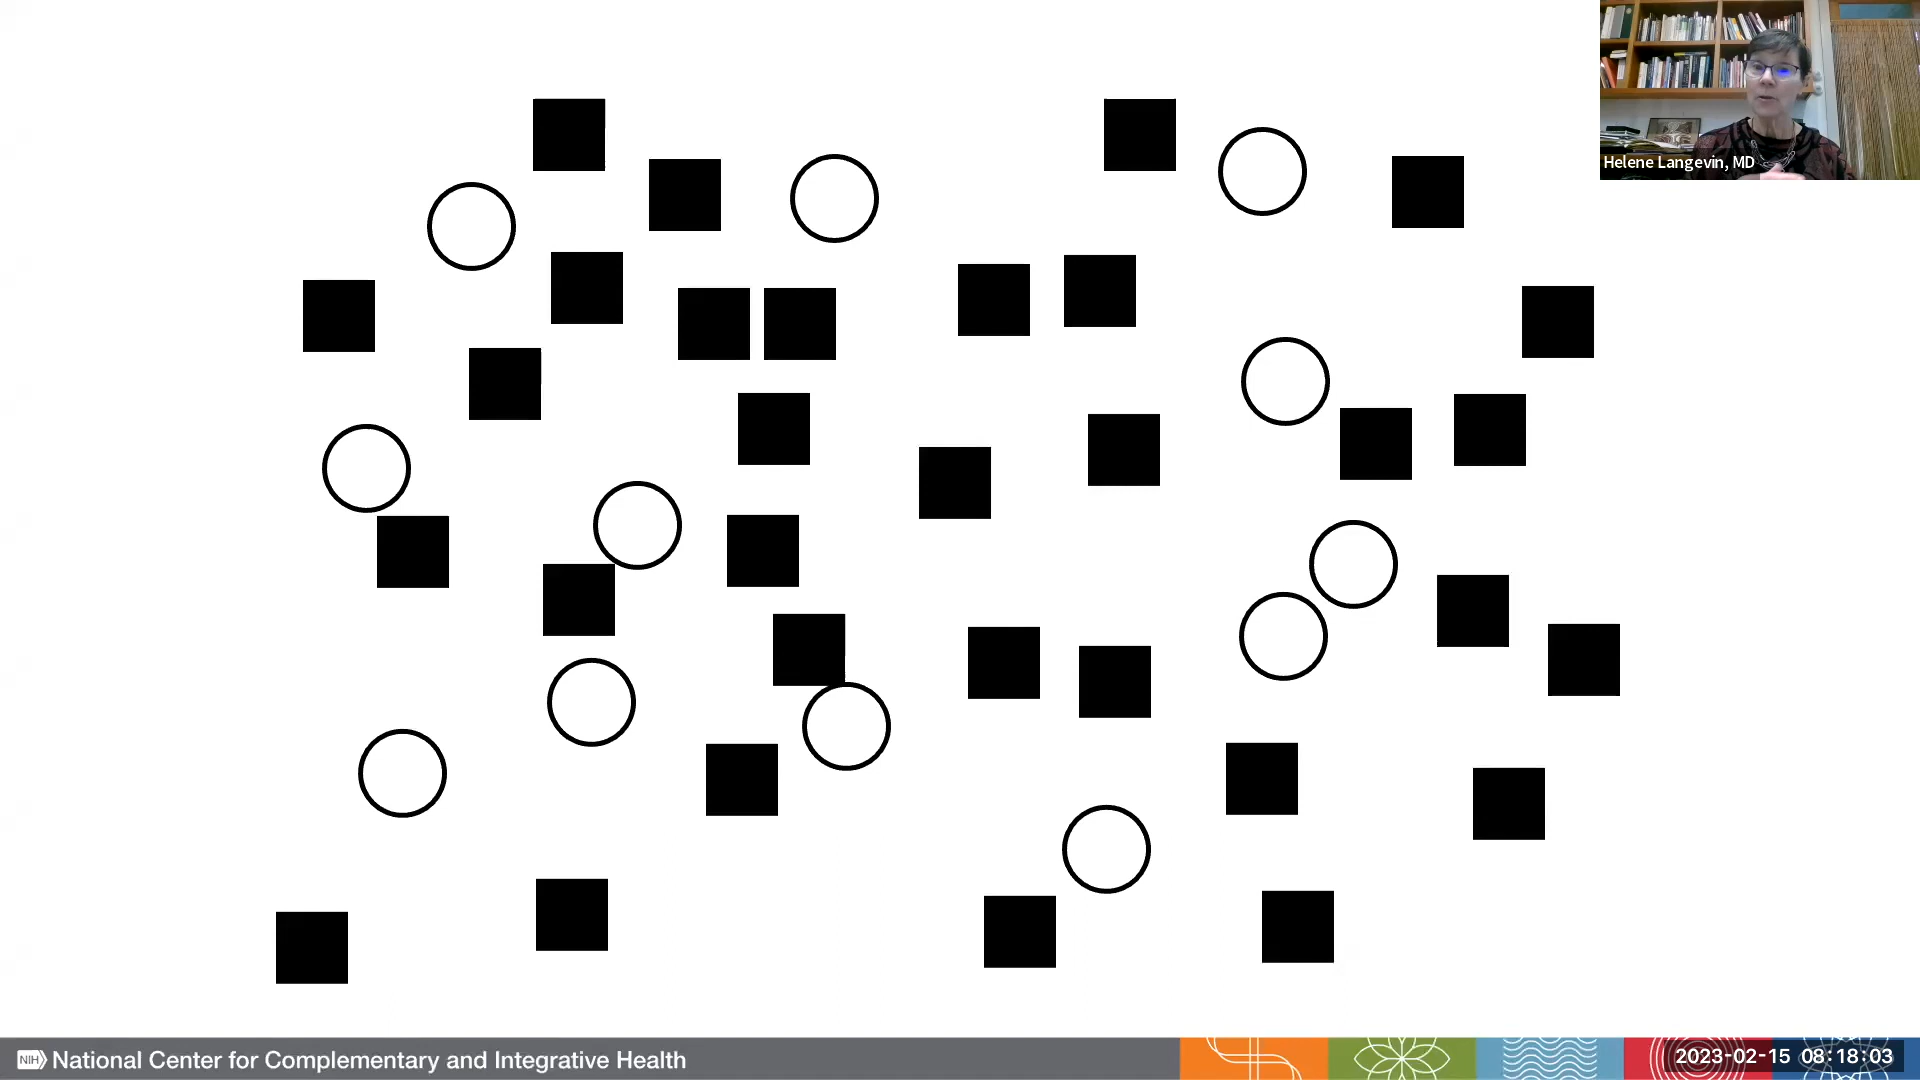 Helene Langevin, MD
NIH National Center for Complementary and Integrative Health
2023-02-15 08:18:03